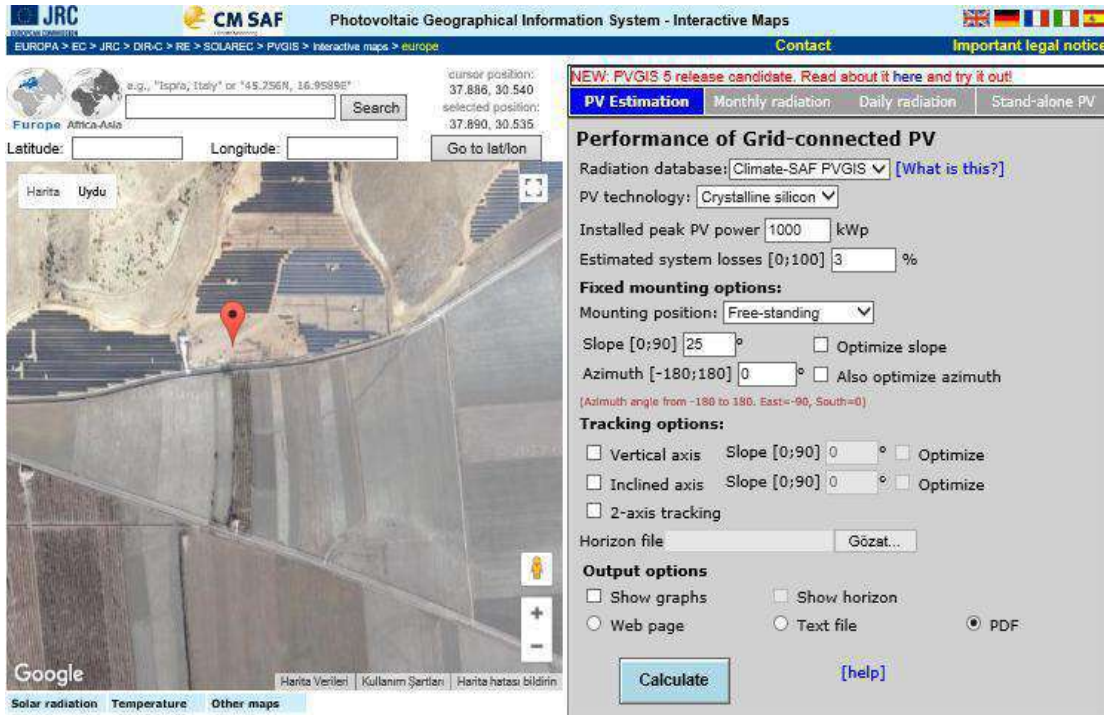 JRC
EUROPEAN COMMISSION
CM SAF
Photovoltaic Geographical Information System - Interactive Maps
EUROPA > EC > JRC > DIR-C > RE > SOLAREC > PVGIS > Interactive maps > europe
Contact
Important legal notice
e.g., "Ispra, Italy" or "45.256N, 16.9589E"
Search
Europe
Africa-Asia
cursor position:
37.886, 30.540
selected position:
37.890, 30.535
Latitude:
Longitude:
Go to lat/lon
Harita
Uydu
Google
Harita Verileri
Kullanım Şartları
Harita hatası bildirin
Solar radiation
Temperature
Other maps
NEW: PVGIS 5 release candidate. Read about it here and try it out!
PV Estimation
Monthly radiation
Daily radiation
Stand-alone PV
Performance of Grid-connected PV
Radiation database: Climate-SAF PVGIS [What is this?]
PV technology: Crystalline silicon
Installed peak PV power 1000 kWp
Estimated system losses [0;100] 3 %
Fixed mounting options:
Mounting position: Free-standing
Slope [0;90] 25 º Optimize slope
Azimuth [-180;180] 0 º Also optimize azimuth
(Azimuth angle from -180 to 180. East=-90, South=0)
Tracking options:
Vertical axis Slope [0;90] 0 º Optimize
Inclined axis Slope [0;90] 0 º Optimize
2-axis tracking
Horizon file Gözat...
Output options
Show graphs Show horizon
Web page Text file PDF
Calculate [help]